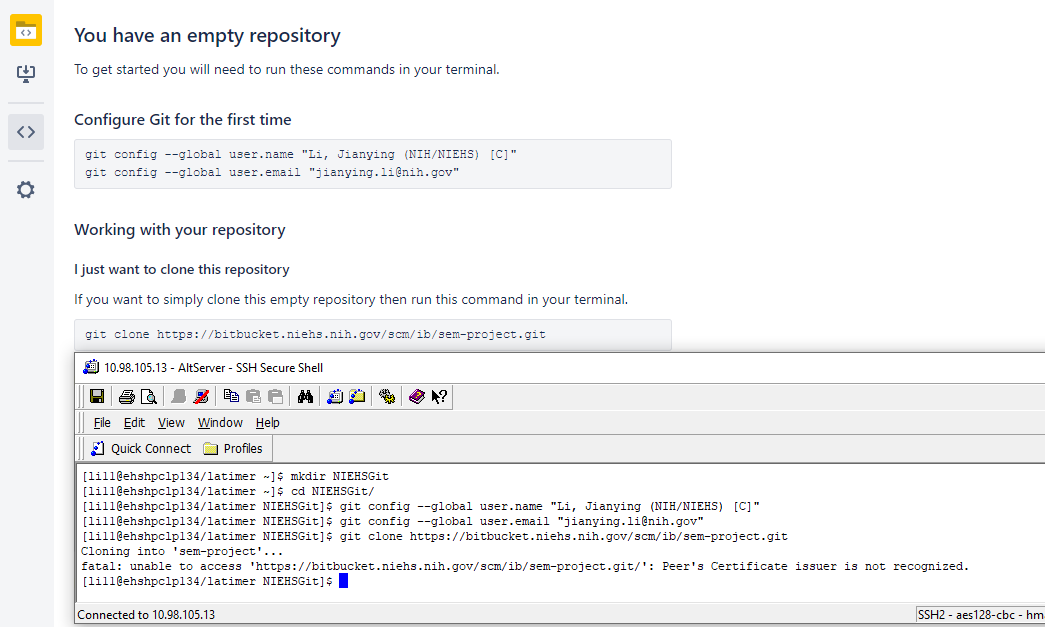 You have an empty repository
To get started you will need to run these commands in your terminal.
Configure Git for the first time
git config --global user.name "Li, Jianying (NIH/NIEHS) [C]"
git config --global user.email "jianying.li@nih.gov"
Working with your repository
I just want to clone this repository
If you want to simply clone this empty repository then run this command in your terminal.
git clone https://bitbucket.niehs.nih.gov/scm/ib/sem-project.git
10.98.105.13 - AltServer - SSH Secure Shell
File Edit View Window Help
Quick Connect Profiles
[li11@ehshpclp134/latimer ~]$ mkdir NIEHSGit
[li11@ehshpclp134/latimer ~]$ cd NIEHSGit/
[li11@ehshpclp134/latimer NIEHSGit]$ git config --global user.name "Li, Jianying (NIH/NIEHS) [C]"
[li11@ehshpclp134/latimer NIEHSGit]$ git config --global user.email "jianying.li@nih.gov"
[li11@ehshpclp134/latimer NIEHSGit]$ git clone https://bitbucket.niehs.nih.gov/scm/ib/sem-project.git
Cloning into 'sem-project'...
fatal: unable to access 'https://bitbucket.niehs.nih.gov/scm/ib/sem-project.git/': Peer's Certificate issuer is not recognized.
[li11@ehshpclp134/latimer NIEHSGit]$
Connected to 10.98.105.13
SSH2 - aes128-cbc - hm